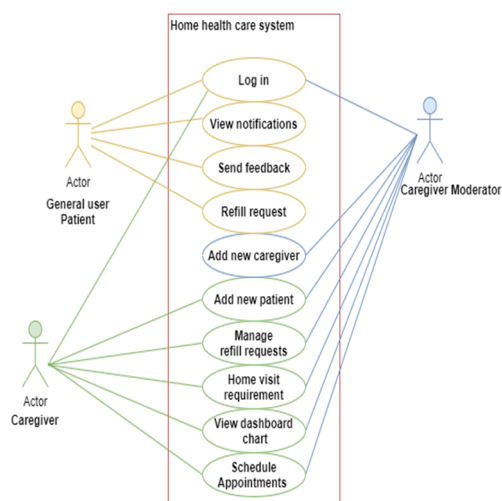 Home health care system
Log in
View notifications
Send feedback
Refill request
Add new caregiver
Add new patient
Manage
refill requests
Home visit
requirement
View dashboard
chart
Schedule
Appointments
Actor
General user
Patient
Actor
Caregiver
Actor
Caregiver Moderator